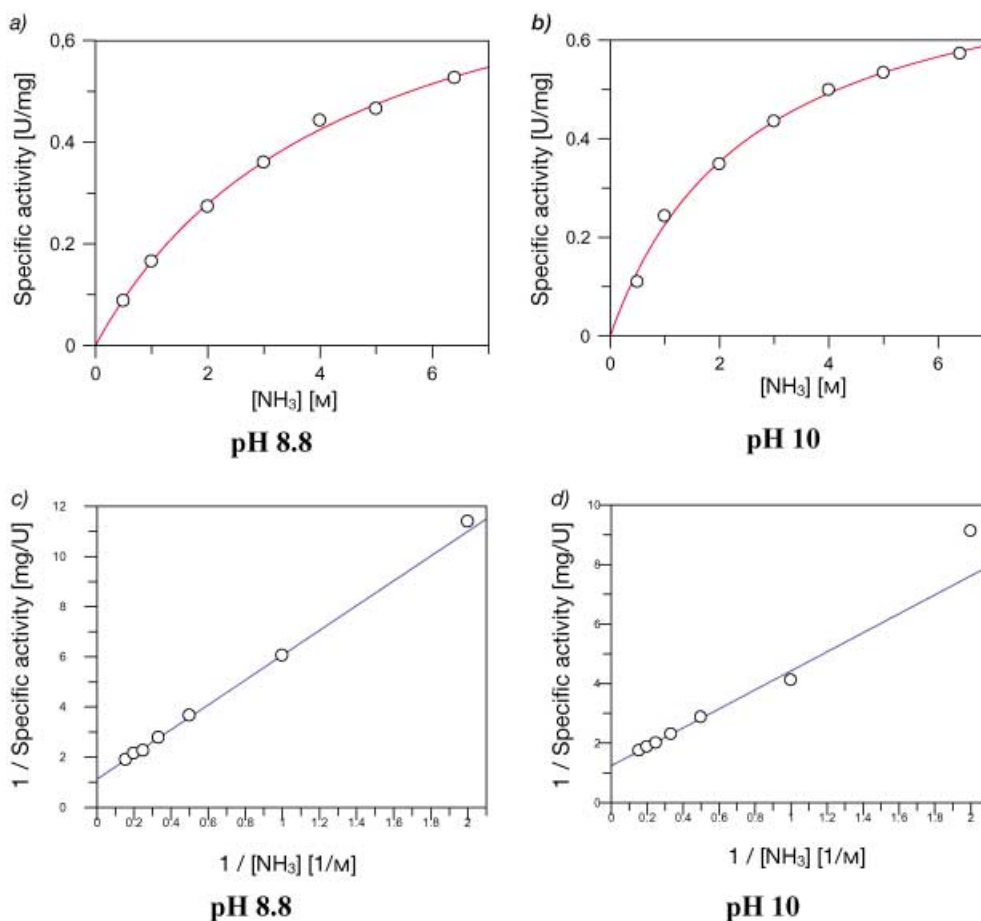 a)
b)
Specific activity [U/mg]
0.6
0.4
0.2
0
0 2 4 6
[NH₃] [M]
pH 8.8
Specific activity [U/mg]
0.6
0.4
0.2
0
0 2 4 6
[NH₃] [M]
pH 10
c)
d)
1 / Specific activity [mg/U]
12
10
8
6
4
2
0
0 0.2 0.4 0.6 0.8 1 1.2 1.4 1.6 1.8 2
1 / [NH₃] [1/M]
pH 8.8
1 / Specific activity [mg/U]
10
8
6
4
2
0
0 0.2 0.4 0.6 0.8 1 1.2 1.4 1.6 1.8 2
1 / [NH₃] [1/M]
pH 10